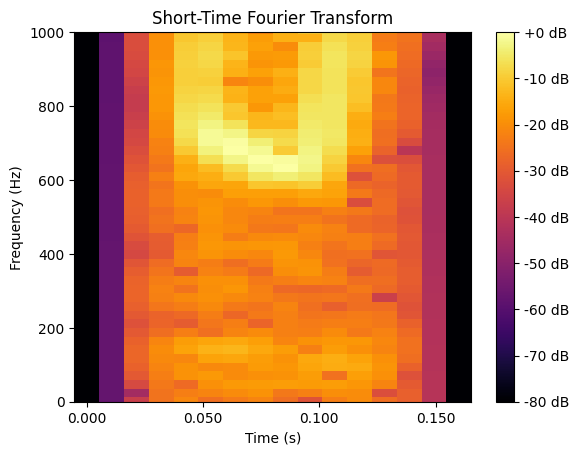 Short-Time Fourier Transform
1000
800
600
400
200
0
Frequency (Hz)
0.000
0.050
0.100
0.150
Time (s)
+0 dB
-10 dB
-20 dB
-30 dB
-40 dB
-50 dB
-60 dB
-70 dB
-80 dB